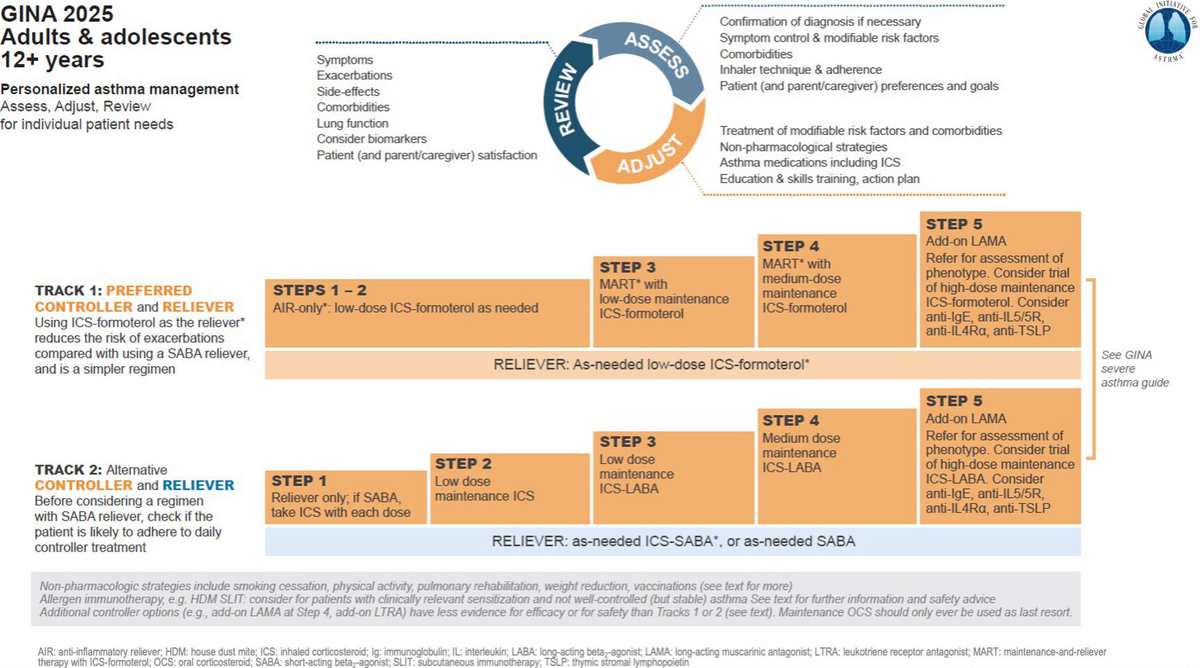 GINA 2025
Adults & adolescents
12+ years
Personalized asthma management
Assess, Adjust, Review
for individual patient needs
Symptoms
Exacerbations
Side-effects
Comorbidities
Lung function
Consider biomarkers
Patient (and parent/caregiver) satisfaction
REVIEW
ASSESS
ADJUST
Confirmation of diagnosis if necessary
Symptom control & modifiable risk factors
Comorbidities
Inhaler technique & adherence
Patient (and parent/caregiver) preferences and goals
Treatment of modifiable risk factors and comorbidities
Non-pharmacological strategies
Asthma medications including ICS
Education & skills training, action plan
GLOBAL INITIATIVE FOR
ASTHMA
TRACK 1: PREFERRED
CONTROLLER and RELIEVER
Using ICS-formoterol as the reliever*
reduces the risk of exacerbations
compared with using a SABA reliever,
and is a simpler regimen
STEPS 1 – 2
AIR-only*: low-dose ICS-formoterol as needed
STEP 3
MART* with
low-dose maintenance
ICS-formoterol
STEP 4
MART* with
medium-dose
maintenance
ICS-formoterol
STEP 5
Add-on LAMA
Refer for assessment of
phenotype. Consider trial
of high-dose maintenance
ICS-formoterol. Consider
anti-IgE, anti-IL5/5R,
anti-IL4Rα, anti-TSLP
RELIEVER: As-needed low-dose ICS-formoterol*
See GINA
severe
asthma guide
TRACK 2: Alternative
CONTROLLER and RELIEVER
Before considering a regimen
with SABA reliever, check if the
patient is likely to adhere to daily
controller treatment
STEP 1
Reliever only; if SABA,
take ICS with each dose
STEP 2
Low dose
maintenance ICS
STEP 3
Low dose
maintenance
ICS-LABA
STEP 4
Medium dose
maintenance
ICS-LABA
STEP 5
Add-on LAMA
Refer for assessment of
phenotype. Consider trial
of high-dose maintenance
ICS-LABA. Consider
anti-IgE, anti-IL5/5R,
anti-IL4Rα, anti-TSLP
RELIEVER: as-needed ICS-SABA*, or as-needed SABA
Non-pharmacologic strategies include smoking cessation, physical activity, pulmonary rehabilitation, weight reduction, vaccinations (see text for more)
Allergen immunotherapy, e.g. HDM SLIT: consider for patients with clinically relevant sensitization and not well-controlled (but stable) asthma See text for further information and safety advice
Additional controller options (e.g., add-on LAMA at Step 4, add-on LTRA) have less evidence for efficacy or for safety than Tracks 1 or 2 (see text). Maintenance OCS should only ever be used as last resort.
AIR: anti-inflammatory reliever; HDM: house dust mite; ICS: inhaled corticosteroid; Ig: immunoglobulin; IL: interleukin; LABA: long-acting beta₂-agonist; LAMA: long-acting muscarinic antagonist; LTRA: leukotriene receptor antagonist; MART: maintenance-and-reliever
therapy with ICS-formoterol; OCS: oral corticosteroid; SABA: short-acting beta₂-agonist; SLIT: subcutaneous immunotherapy; TSLP: thymic stromal lymphopoietin